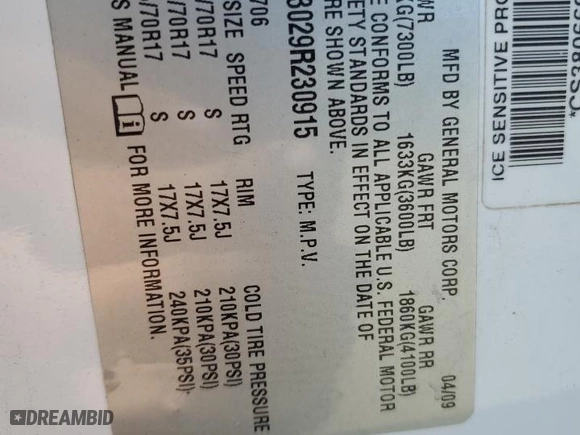 MFD BY GENERAL MOTORS CORP. 04/09
GAWR FRT GAWR RR
KG(7300LB) 1633KG(3600LB) 1860KG(4100LB)
CONFORMS TO ALL APPLICABLE U.S. FEDERAL MOTOR
ETY STANDARDS IN EFFECT ON THE DATE OF
RE SHOWN ABOVE.
3029R230915 TYPE: M.P.V.
706
SIZE SPEED RTG RIM COLD TIRE PRESSURE
/70R17 S 17X7.5J 210KPA(30PSI)
/70R17 S 17X7.5J 210KPA(30PSI)
/70R17 S 17X7.5J 240KPA(35PSI)
S MANUAL i FOR MORE INFORMATION.
ICE SENSITIVE PRO
DREAMBID